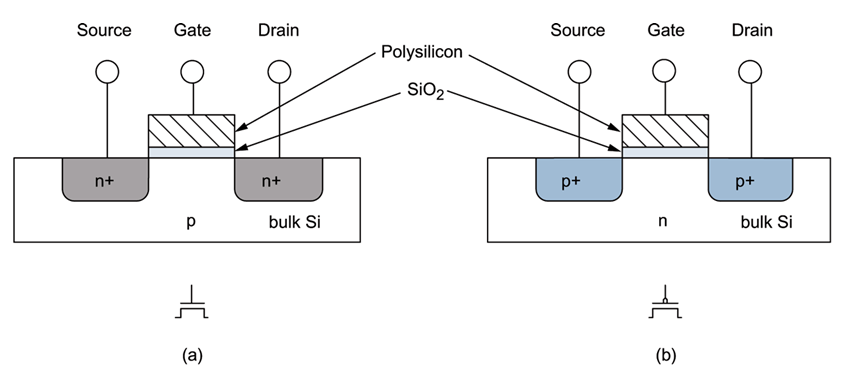 Source Gate Drain
Source Gate Drain
Polysilicon
SiO2
n+ n+
p bulk Si
p+ p+
n bulk Si
(a)
(b)